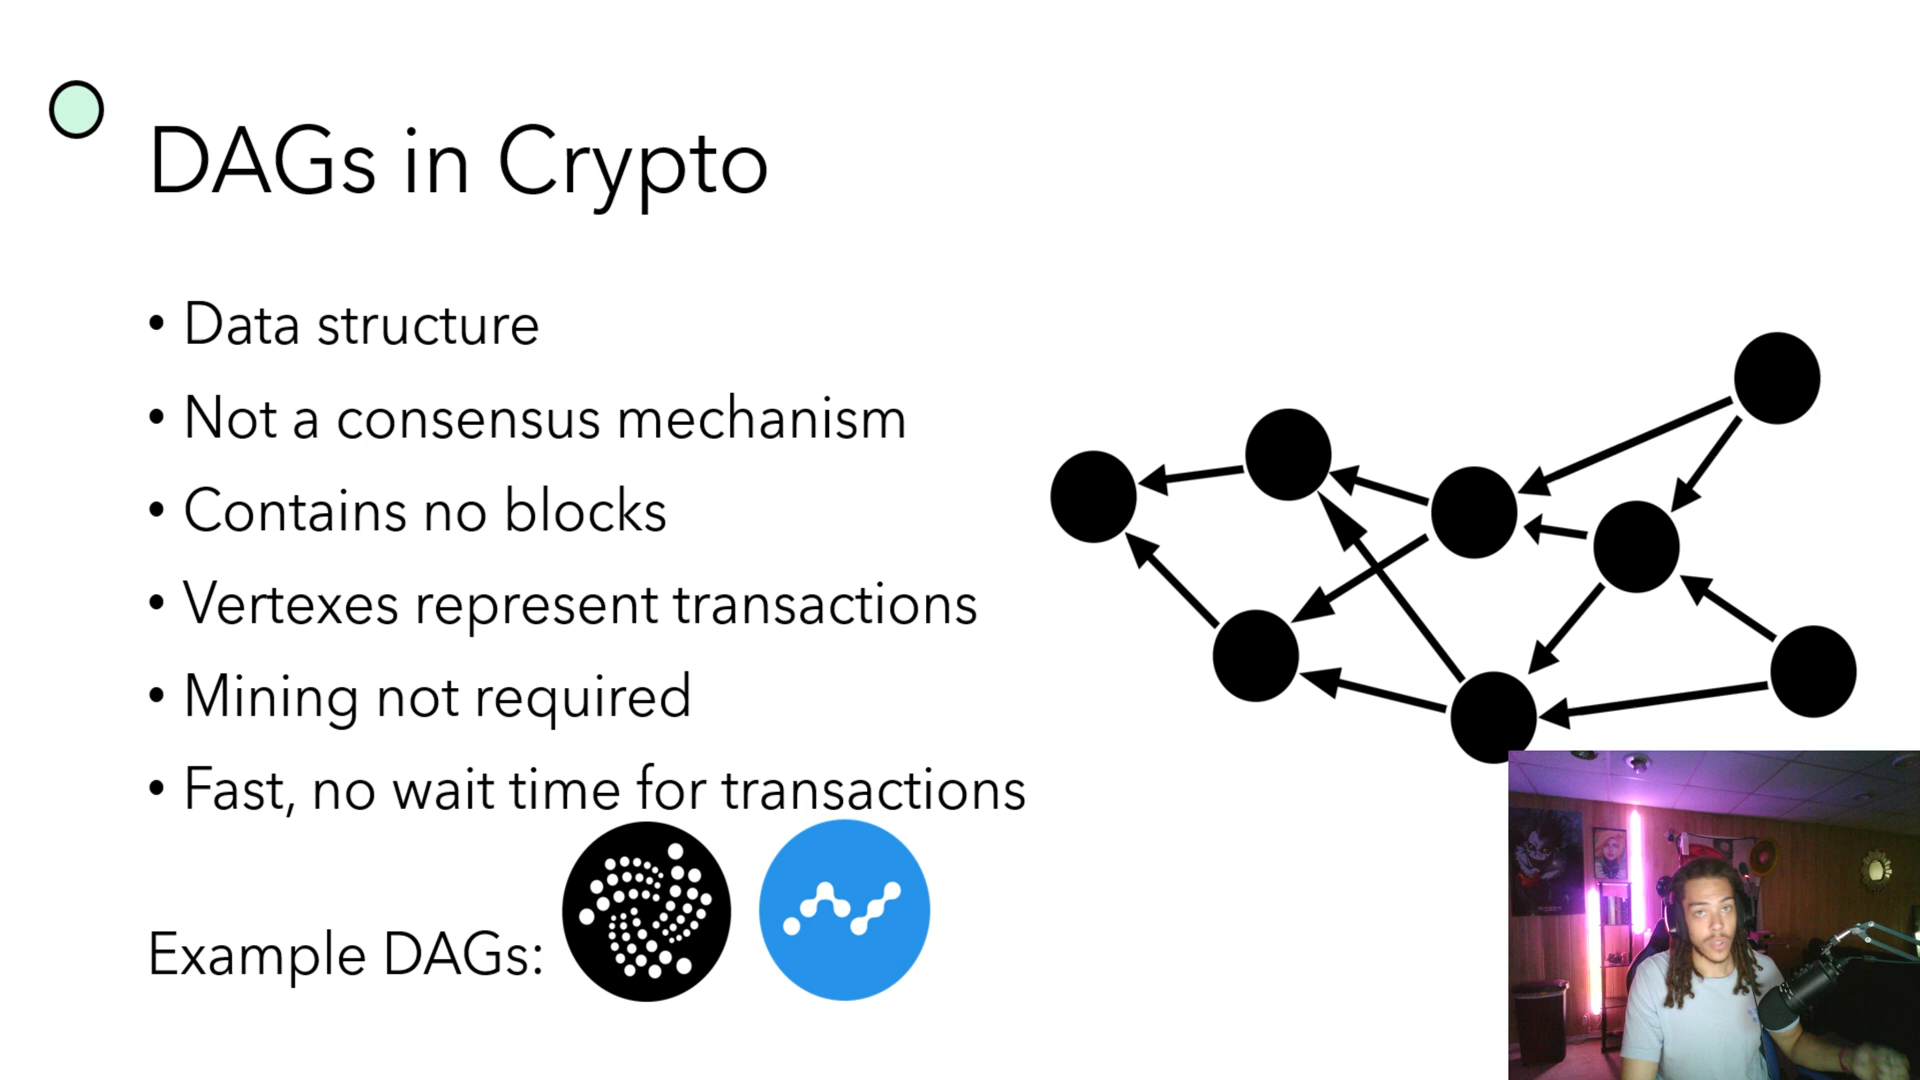 DAGs in Crypto
• Data structure
• Not a consensus mechanism
• Contains no blocks
• Vertexes represent transactions
• Mining not required
• Fast, no wait time for transactions
Example DAGs: